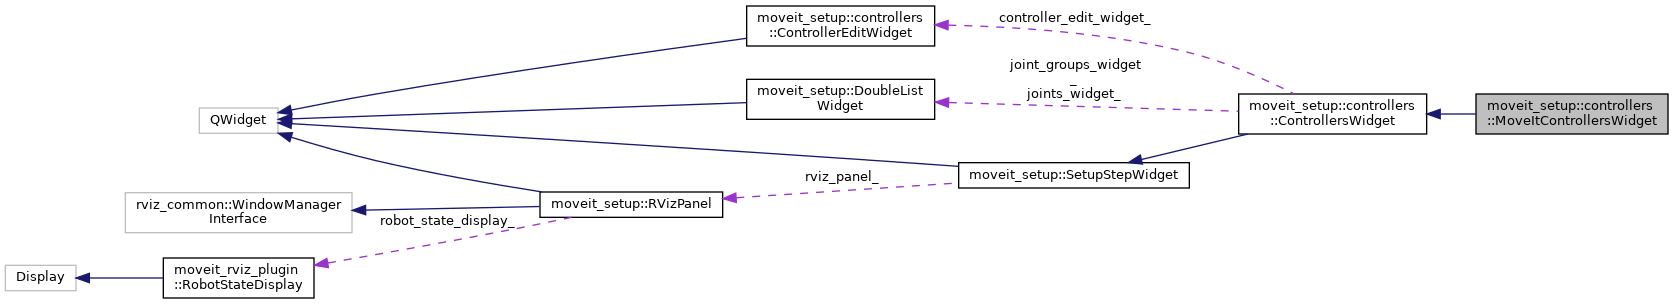 moveit_setup::controllers
::ControllerEditWidget
controller_edit_widget_
joint_groups_widget
_
joints_widget_
moveit_setup::DoubleList
Widget
moveit_setup::controllers
::ControllersWidget
moveit_setup::controllers
::MoveItControllersWidget
QWidget
moveit_setup::SetupStepWidget
rviz_panel_
rviz_common::WindowManager
Interface
moveit_setup::RVizPanel
robot_state_display_
Display
moveit_rviz_plugin
::RobotStateDisplay